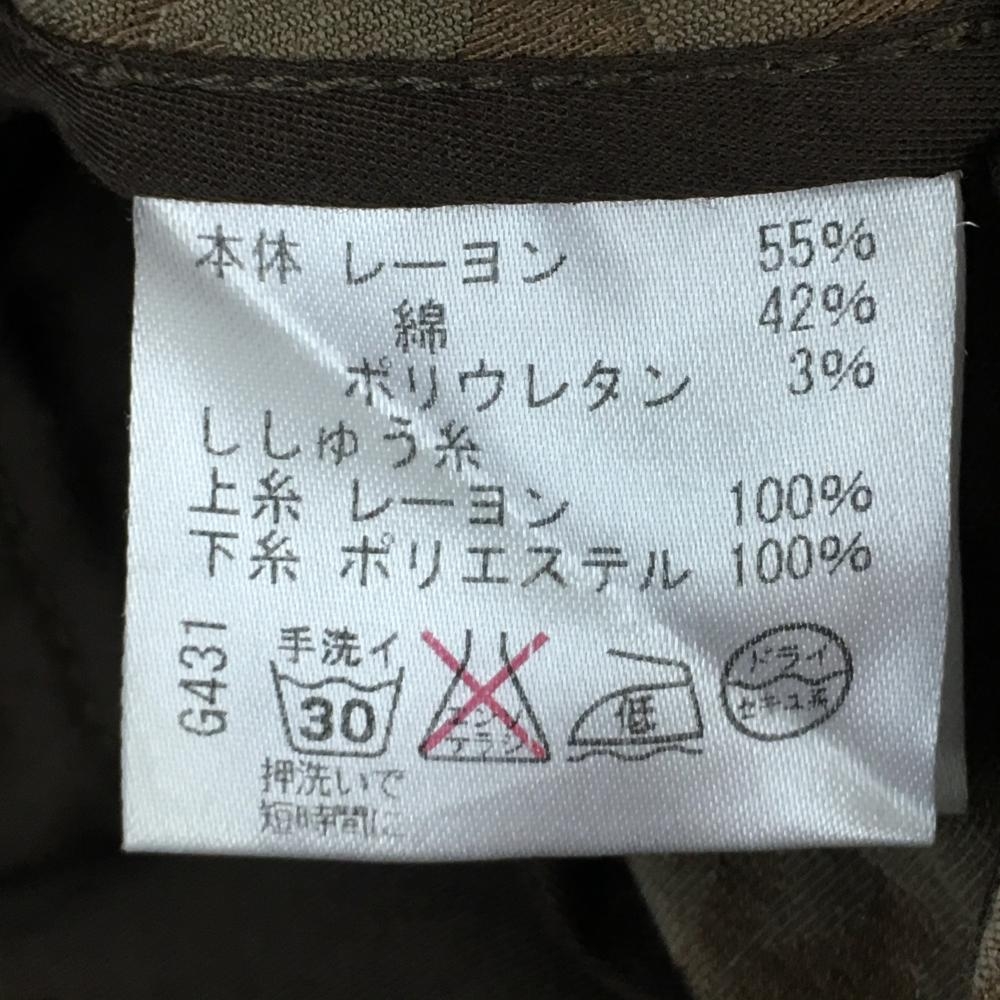 本体 レーヨン 55%
綿 42%
ポリウレタン 3%
ししゅう糸
上糸 レーヨン 100%
下糸 ポリエステル 100%
G431
手洗イ
30
押洗いで
短時間に
エンソ
サラシ
低
ドライ
セキユ系